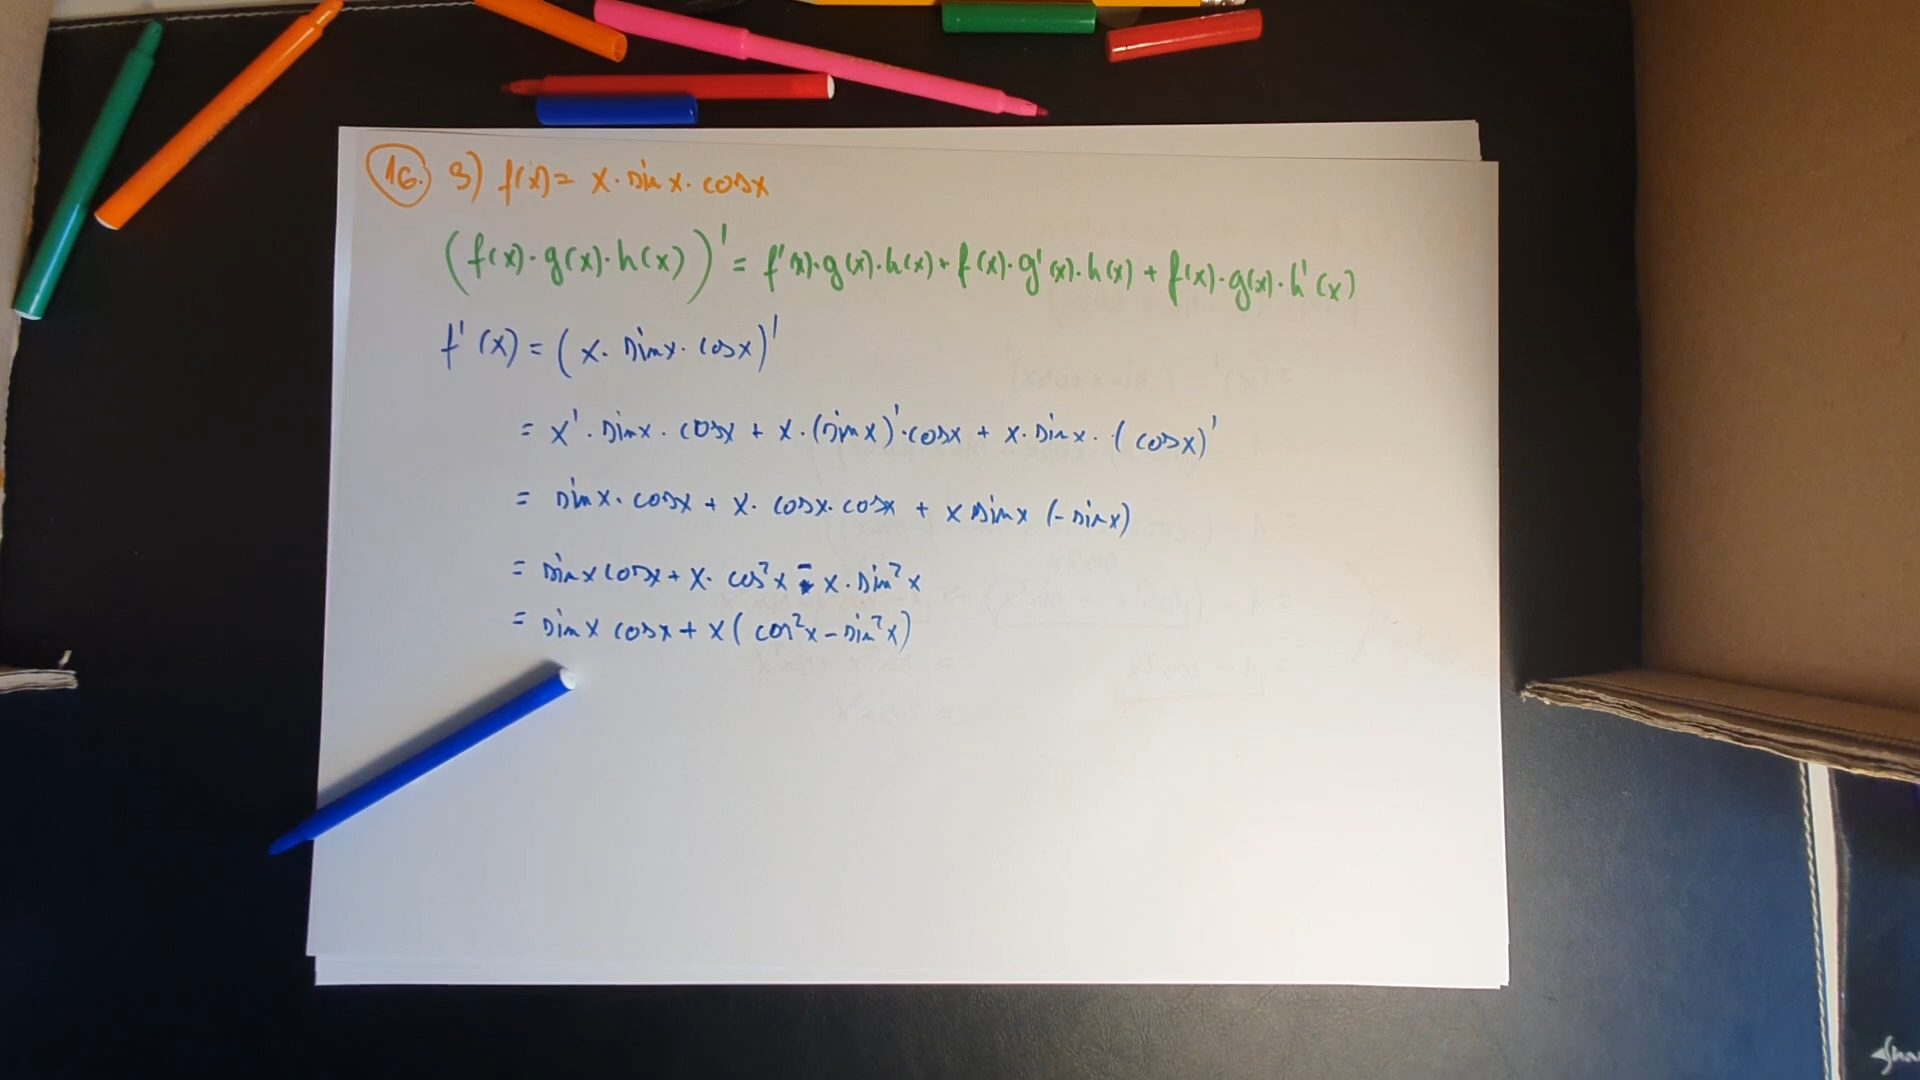 16. 3) f(x) = x · sin x · cos x
(f(x) · g(x) · h(x))' = f'(x) · g(x) · h(x) + f(x) · g'(x) · h(x) + f(x) · g(x) · h'(x)
f'(x) = (x · sin x · cos x)'
= x' · sin x · cos x + x · (sin x)' · cos x + x · sin x · (cos x)'
= sin x · cos x + x · cos x · cos x + x sin x (- sin x)
= sin x cos x + x · cos² x - x · sin² x
= sin x cos x + x (cos² x - sin² x)